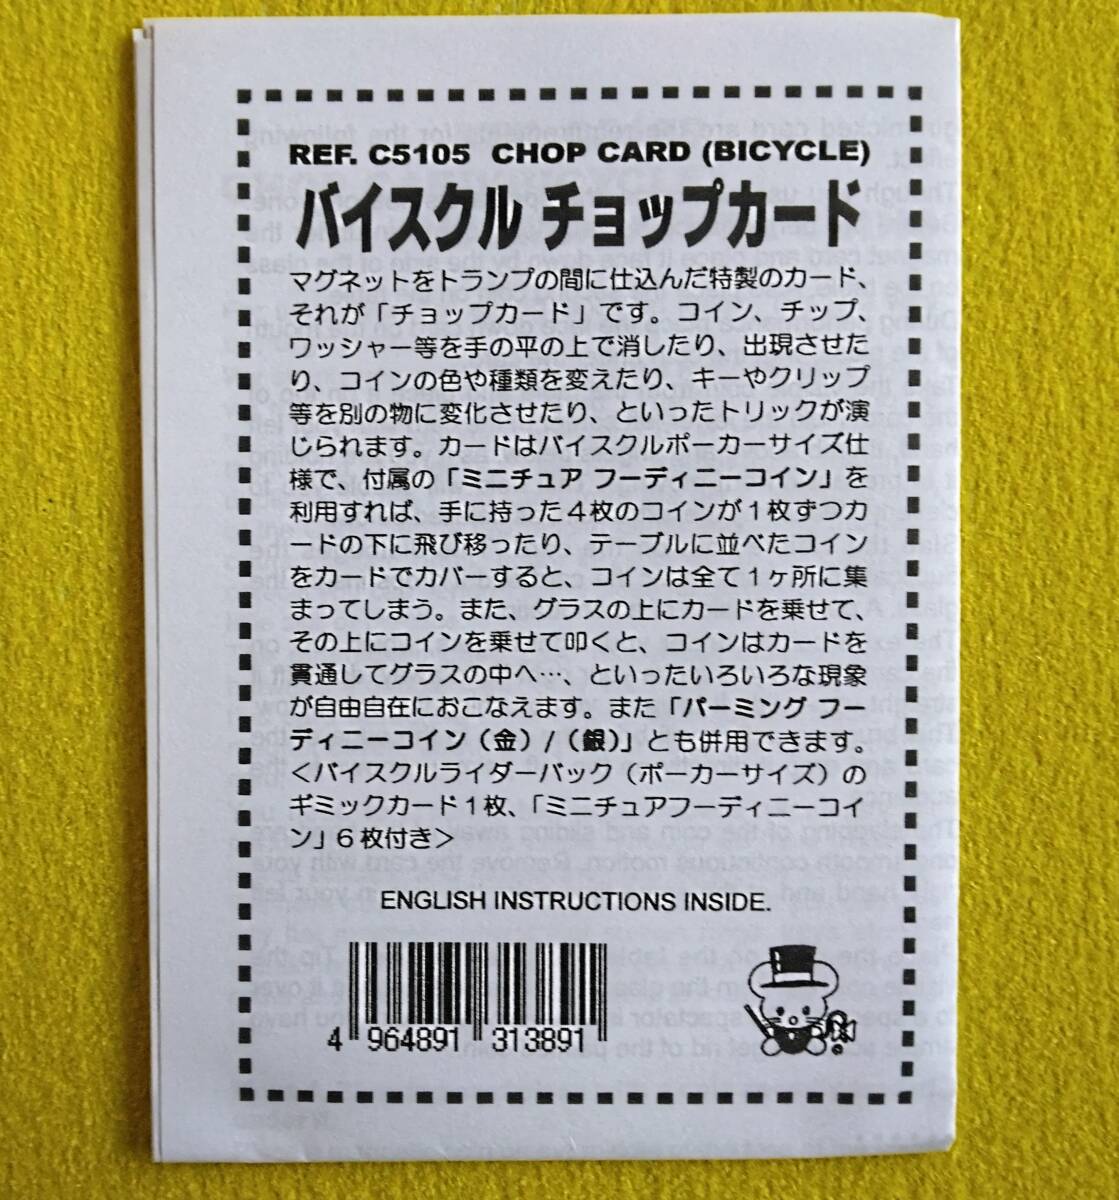 REF. C5105 CHOP CARD (BICYCLE)
バイスクル チョップカード
マグネットをトランプの間に仕込んだ特製のカード、
それが「チョップカード」です。コイン、チップ、
ワッシャー等を手の平の上で消したり、出現させた
り、コインの色や種類を変えたり、キーやクリップ
等を別の物に変化させたり、といったトリックが演
じられます。カードはバイスクルポーカーサイズ仕
様で、付属の「ミニチュア フーディニーコイン」を
利用すれば、手に持った４枚のコインが１枚ずつカ
ードの下に飛び移ったり、テーブルに並べたコイン
をカードでカバーすると、コインは全て１ヶ所に集
まってしまう。また、グラスの上にカードを乗せて、
その上にコインを乗せて叩くと、コインはカードを
貫通してグラスの中へ…、といったいろいろな現象
が自由自在におこなえます。また「パーミング フー
ディニーコイン（金）/（銀）」とも併用できます。
＜バイスクルライダーバック（ポーカーサイズ）の
ギミックカード１枚、「ミニチュアフーディニーコイ
ン」６枚付き＞
ENGLISH INSTRUCTIONS INSIDE.
4 964891 313891